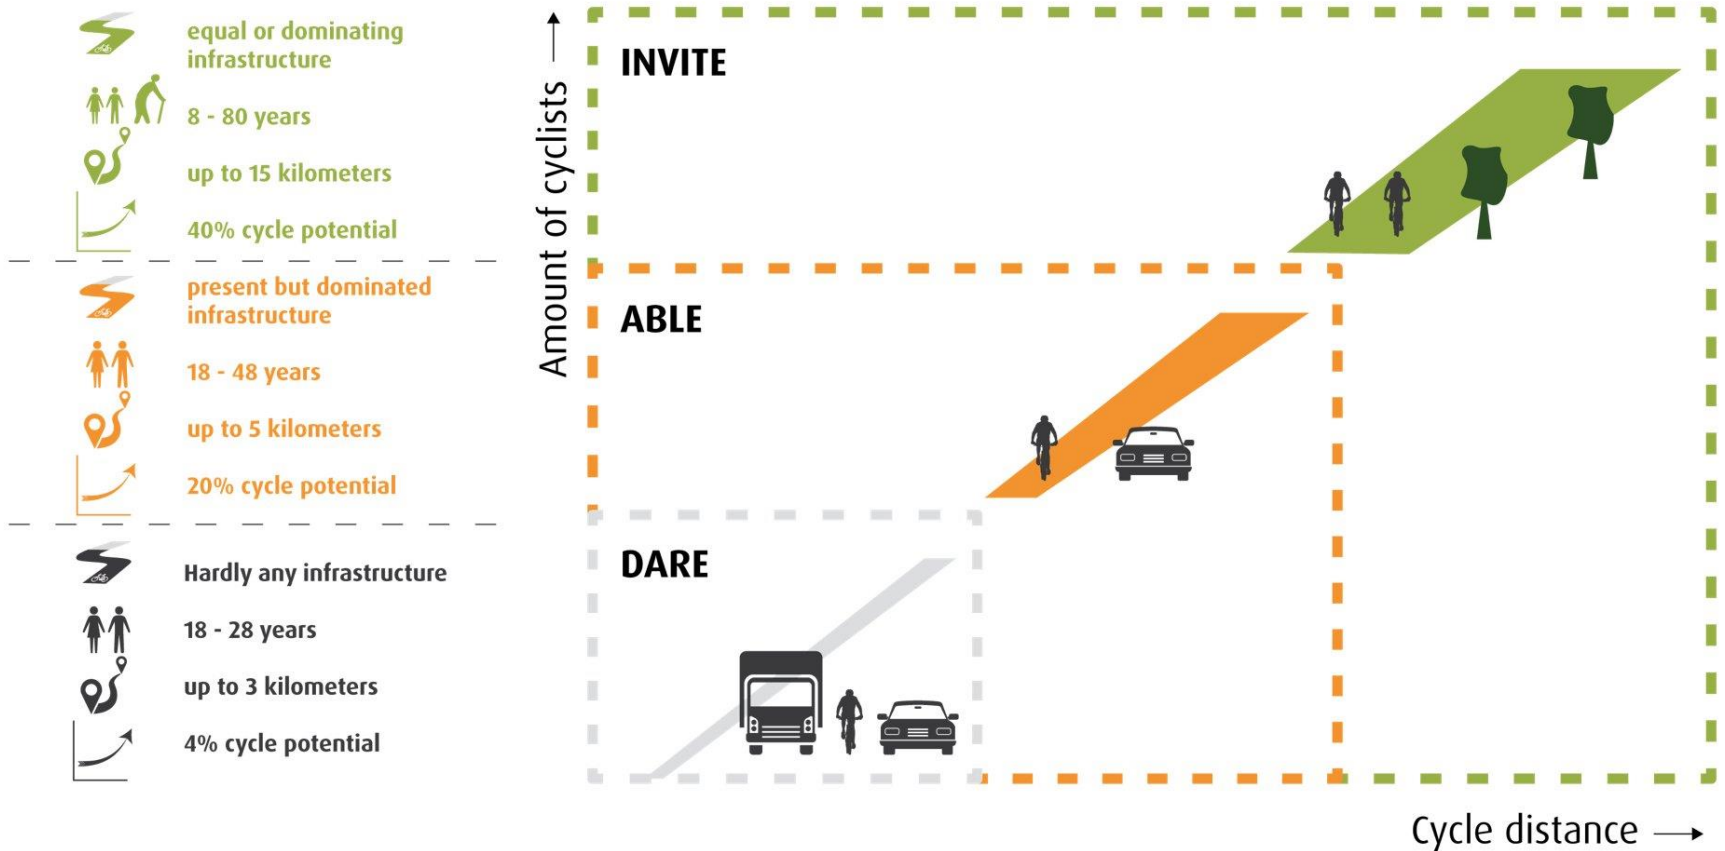 equal or dominating
infrastructure
8 - 80 years
up to 15 kilometers
40% cycle potential
present but dominated
infrastructure
18 - 48 years
up to 5 kilometers
20% cycle potential
Hardly any infrastructure
18 - 28 years
up to 3 kilometers
4% cycle potential
Amount of cyclists
INVITE
ABLE
DARE
Cycle distance